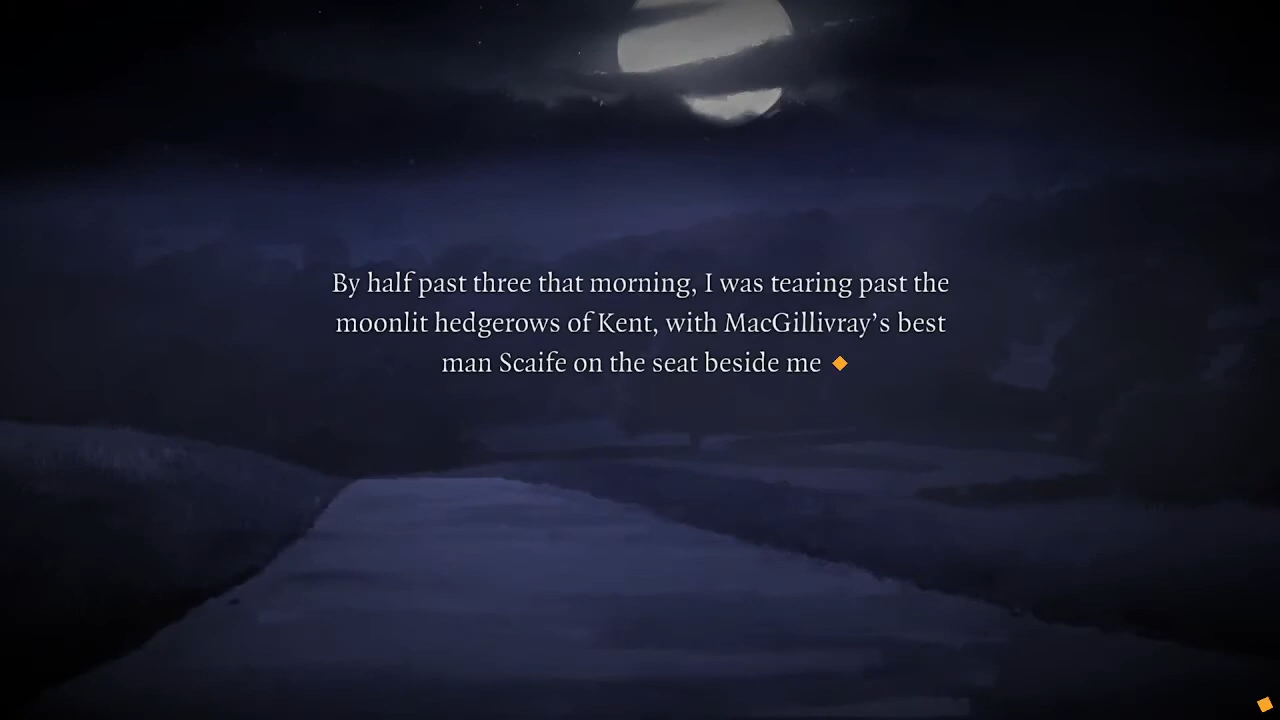 By half past three that morning, I was tearing past the
moonlit hedgerows of Kent, with MacGillivray’s best
man Scaife on the seat beside me